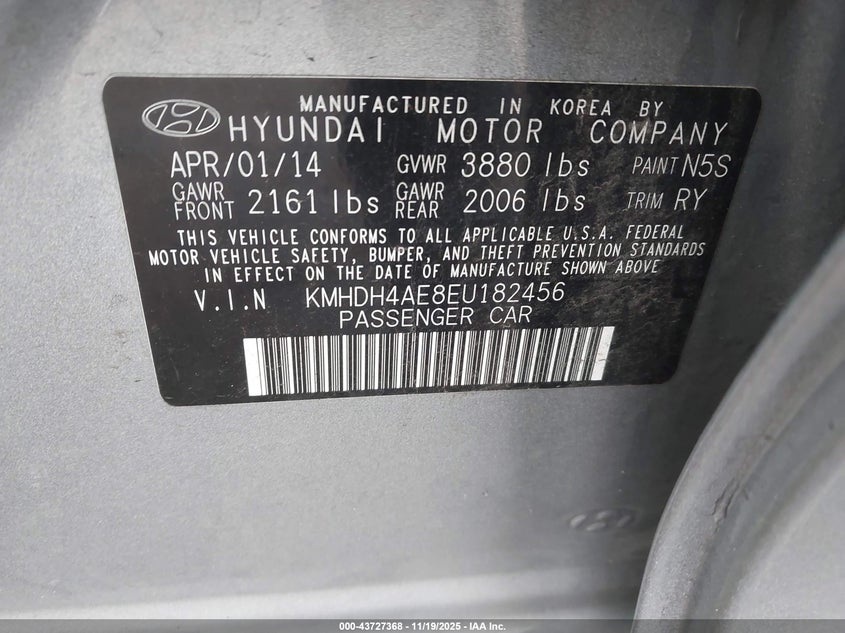 MANUFACTURED IN KOREA BY
HYUNDAI MOTOR COMPANY
APR/01/14 GVWR 3880 lbs PAINT N5S
GAWR FRONT 2161 lbs GAWR REAR 2006 lbs TRIM RY
THIS VEHICLE CONFORMS TO ALL APPLICABLE U.S.A. FEDERAL
MOTOR VEHICLE SAFETY, BUMPER, AND THEFT PREVENTION STANDARDS
IN EFFECT ON THE DATE OF MANUFACTURE SHOWN ABOVE
V.I.N KMHDH4AE8EU182456
PASSENGER CAR
000-43727368 - 11/19/2025 - IAA Inc.